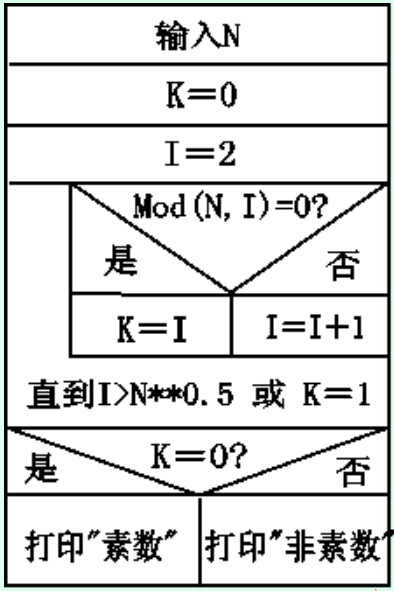 输入N
K=0
I=2
Mod(N,I)=0?
是 否
K=I I=I+1
直到I>N**0.5 或 K=1
K=0?
是 否
打印"素数" 打印"非素数"